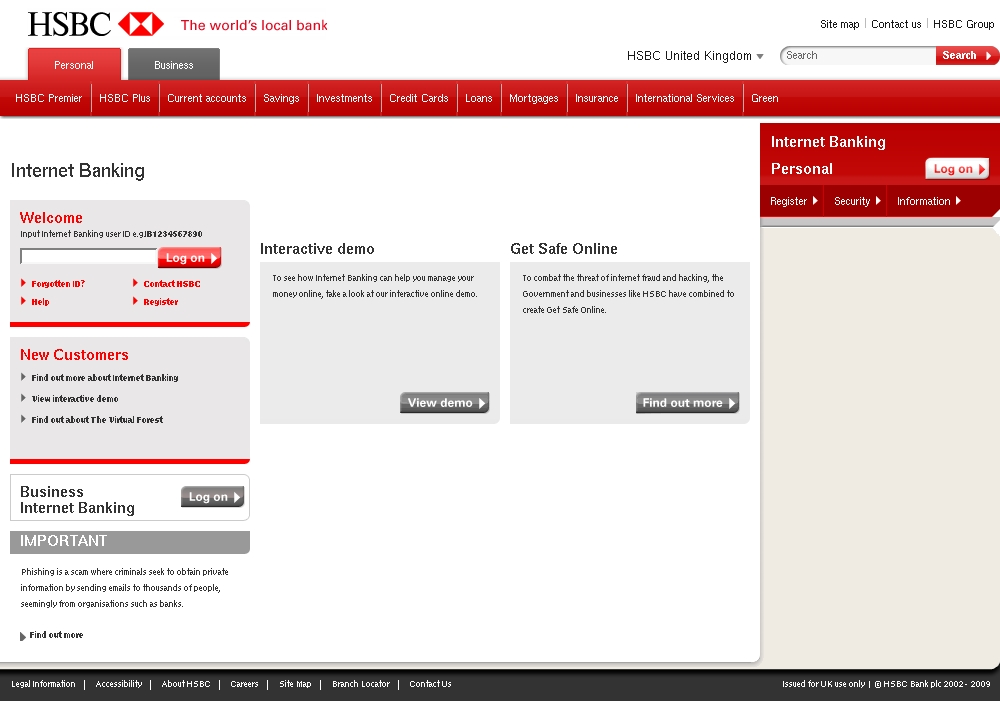 HSBC The world's local bank
Site map Contact us HSBC Group
Personal Business
HSBC United Kingdom Search Search
HSBC Premier HSBC Plus Current accounts Savings Investments Credit Cards Loans Mortgages Insurance International Services Green
Internet Banking
Personal Log on
Register Security Information
Internet Banking
Welcome
Input Internet Banking user ID e.g.IB1234567890
Log on
Forgotten ID? Contact HSBC
Help Register
New Customers
Find out more about Internet Banking
View interactive demo
Find out about The Virtual Forest
Business
Internet Banking
Log on
IMPORTANT
Phishing is a scam where criminals seek to obtain private
information by sending emails to thousands of people,
seemingly from organisations such as banks.
Find out more
Interactive demo
To see how Internet Banking can help you manage your
money online, take a look at our interactive online demo.
View demo
Get Safe Online
To combat the threat of internet fraud and hacking, the
Government and businesses like HSBC have combined to
create Get Safe Online.
Find out more
Legal Information | Accessibility | About HSBC | Careers | Site Map | Branch Locator | Contact Us
Issued for UK use only | © HSBC Bank plc 2002 - 2009